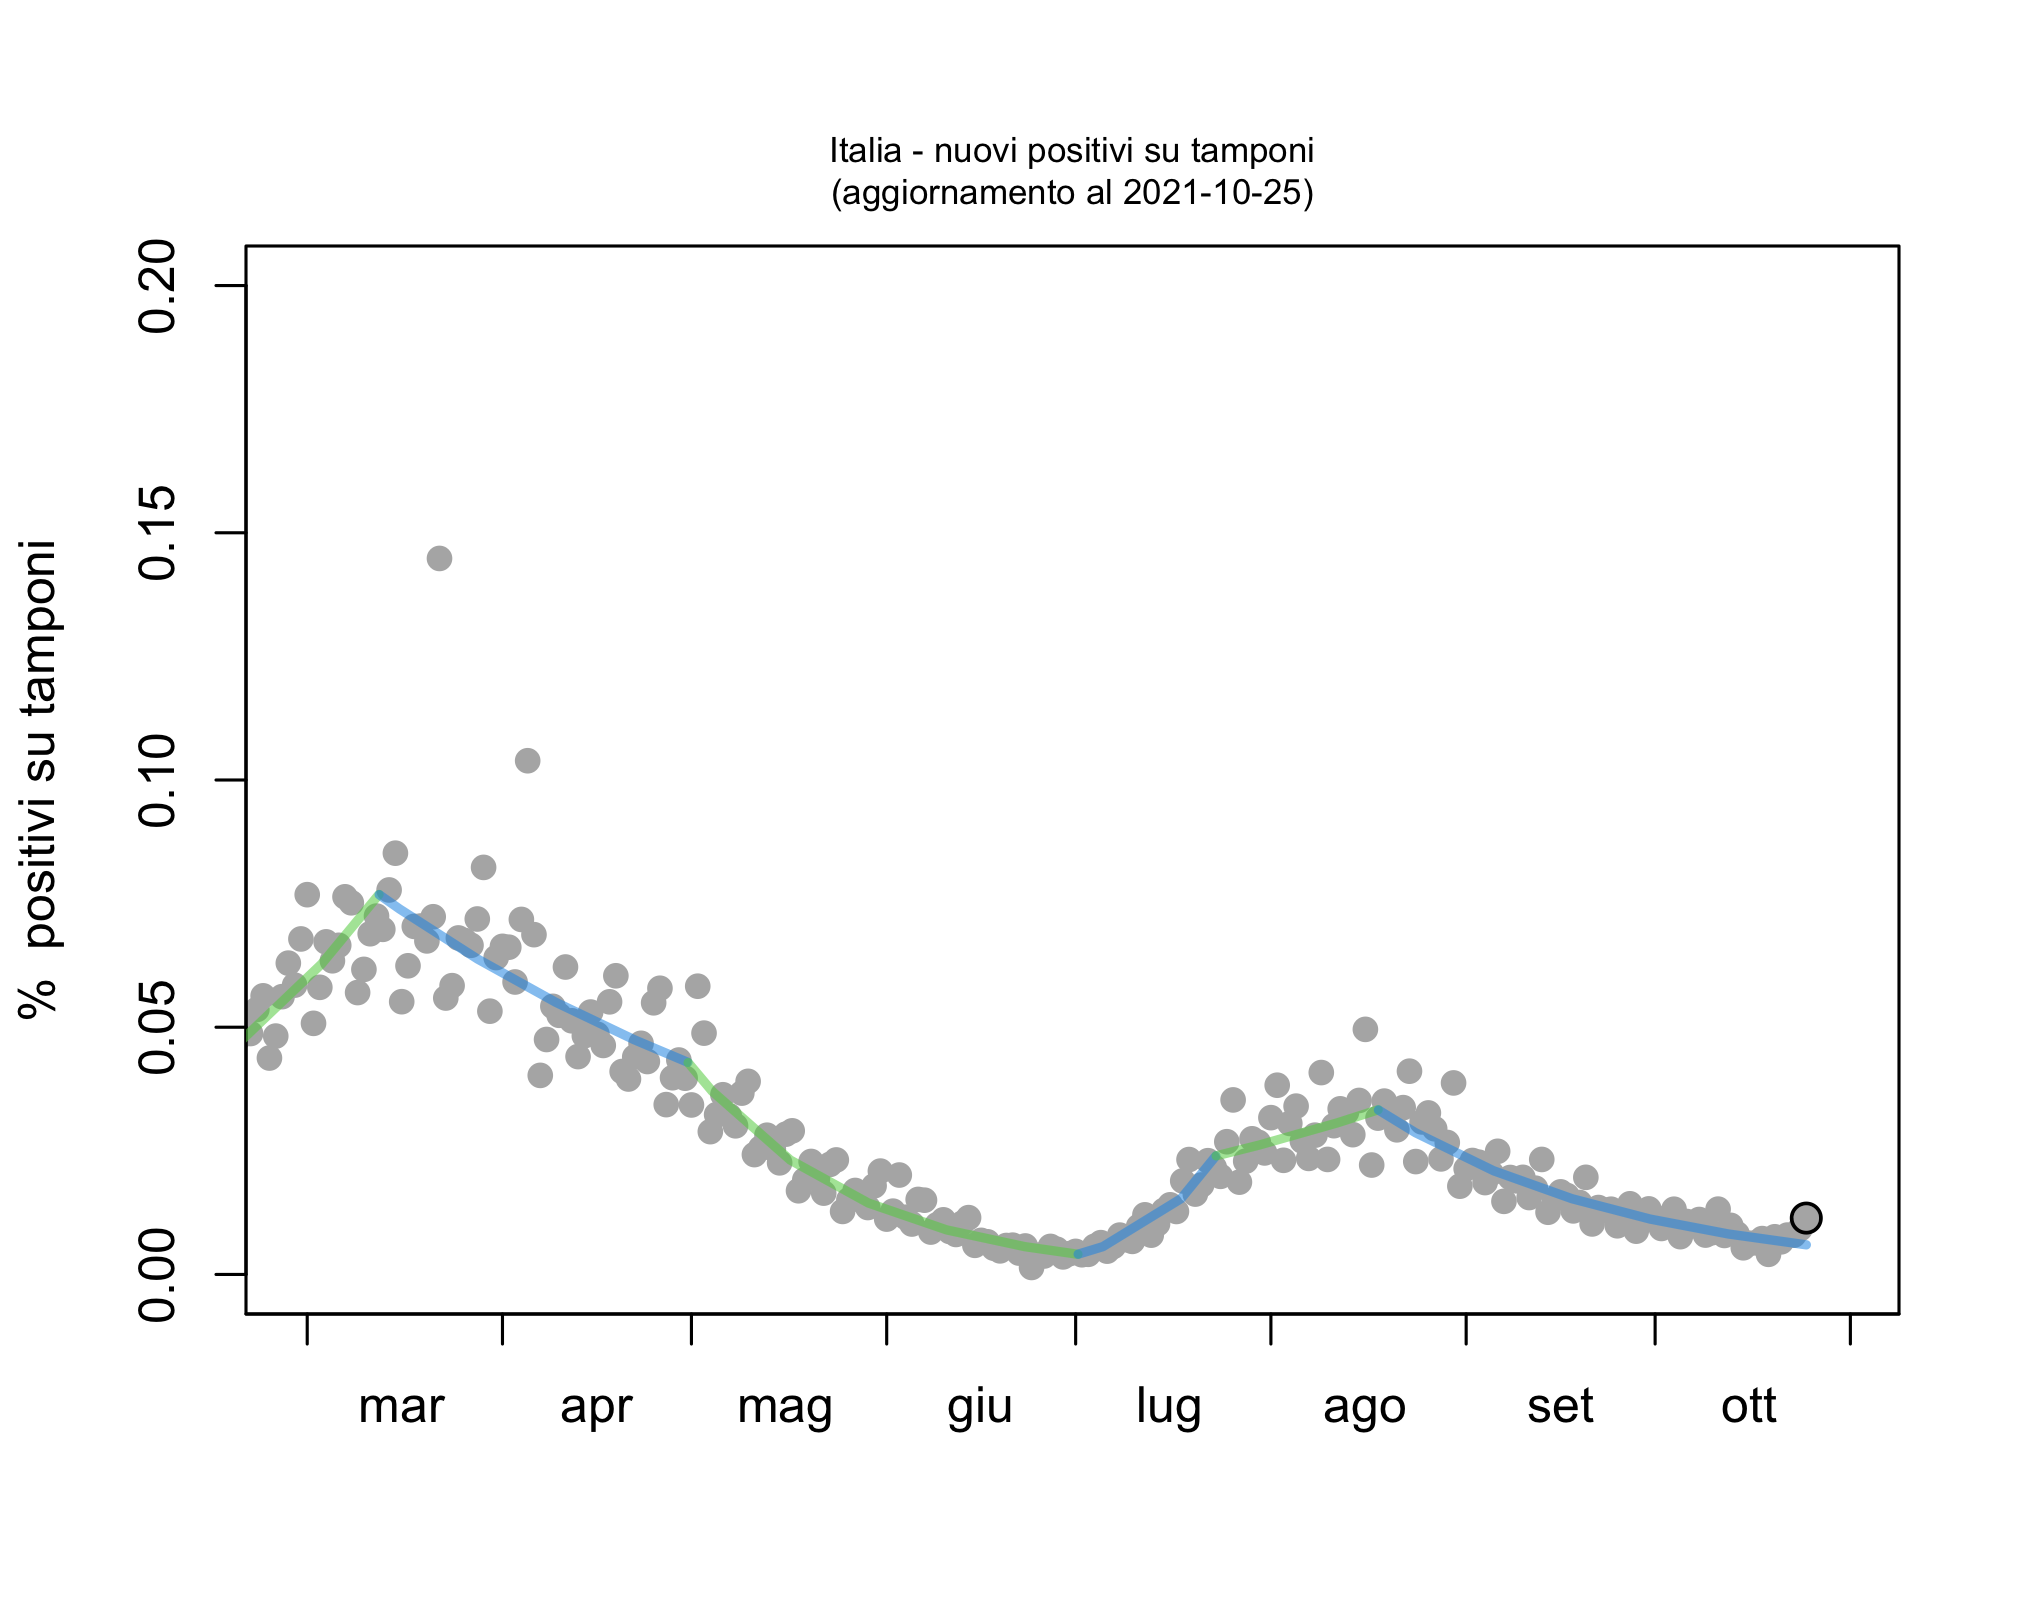 Italia - nuovi positivi su tamponi
(aggiornamento al 2021-10-25)
0.20
0.15
0.10
0.05
0.00
% positivi su tamponi
mar apr mag giu lug ago set ott